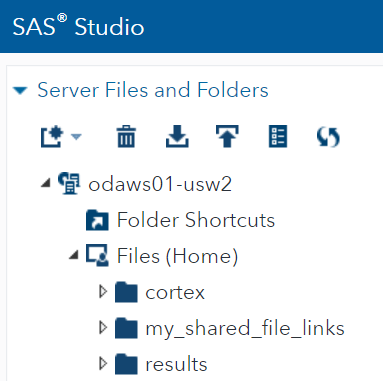 SAS® Studio
Server Files and Folders
odaws01-usw2
Folder Shortcuts
Files (Home)
cortex
my_shared_file_links
results